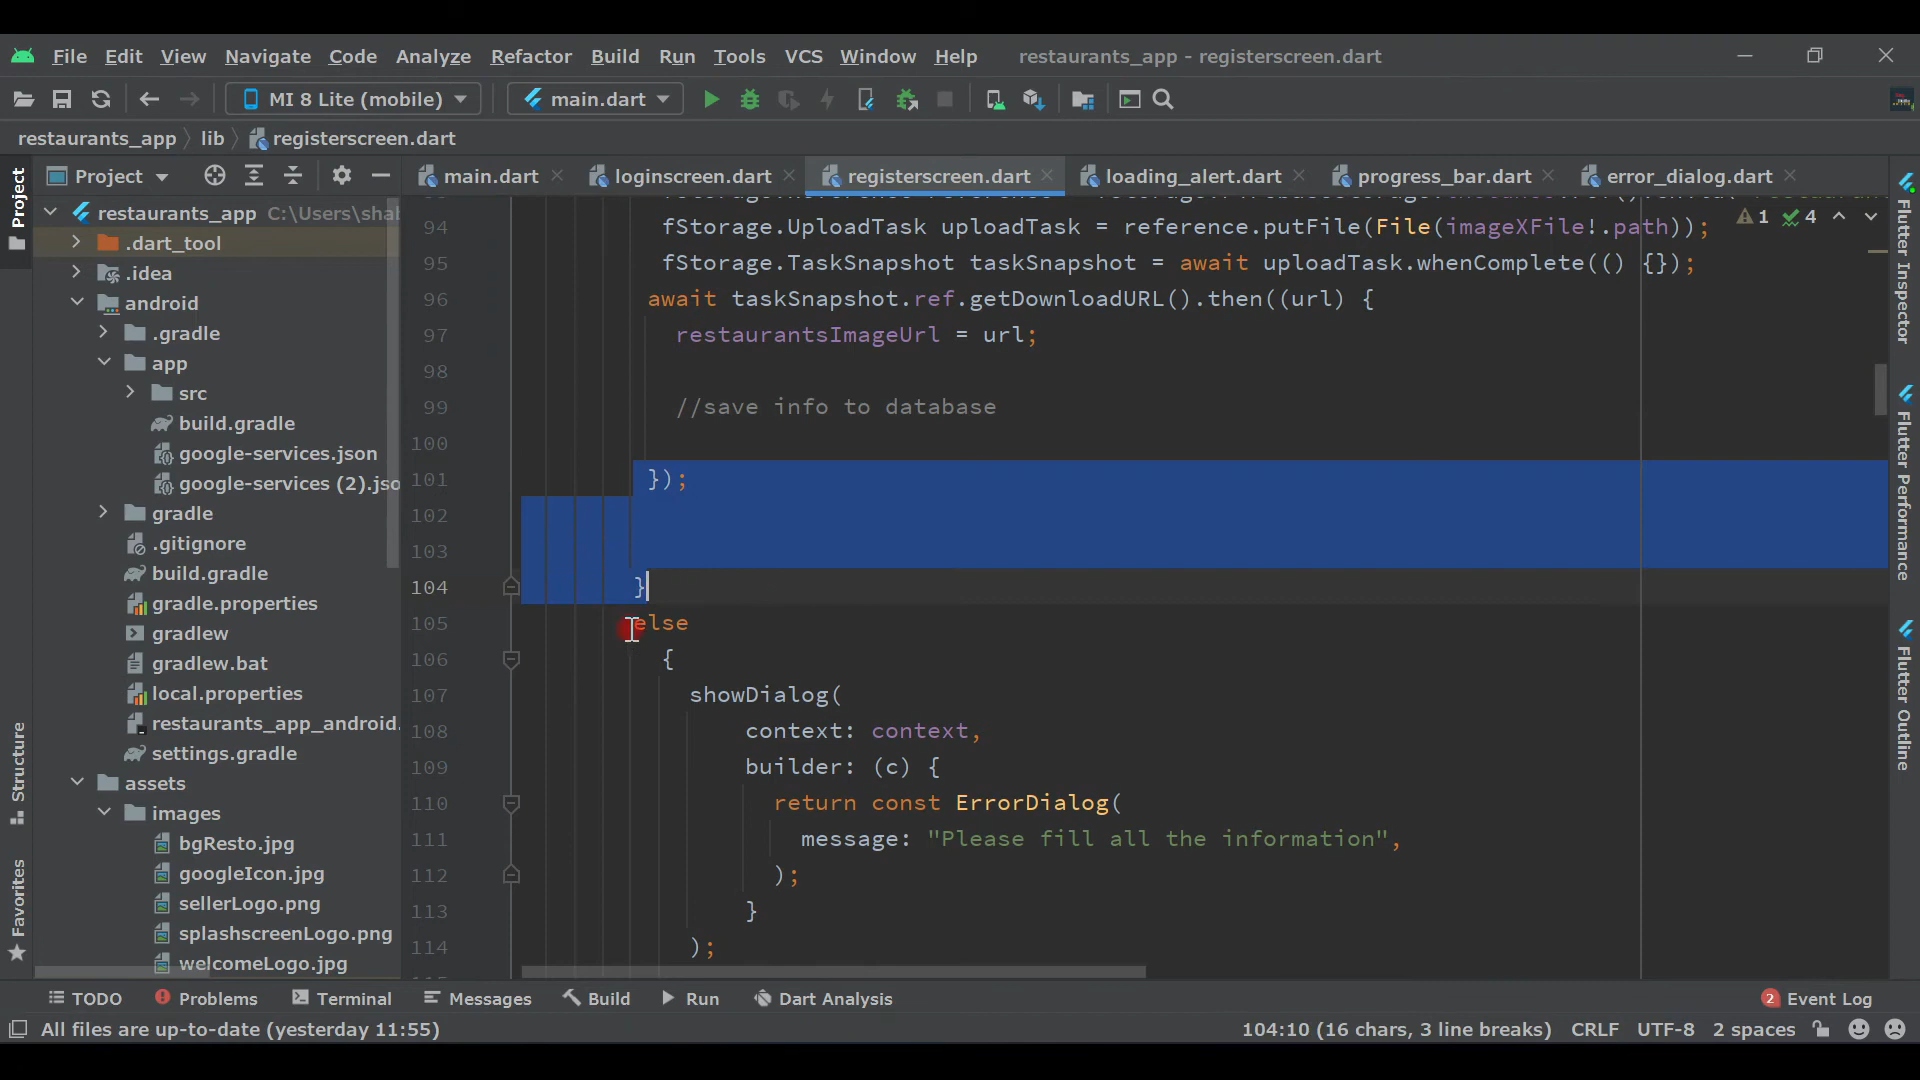 File Edit View Navigate Code Analyze Refactor Build Run Tools VCS Window Help restaurants_app - registerscreen.dart
MI 8 Lite (mobile) main.dart
restaurants_app lib registerscreen.dart
Project
main.dart loginscreen.dart registerscreen.dart loading_alert.dart progress_bar.dart error_dialog.dart
Project
Structure
Favorites
restaurants_app C:\Users\shab
.dart_tool
.idea
android
.gradle
app
src
build.gradle
google-services.json
google-services (2).jso
gradle
.gitignore
build.gradle
gradle.properties
gradlew
gradlew.bat
local.properties
restaurants_app_android.
settings.gradle
assets
images
bgResto.jpg
googleIcon.jpg
sellerLogo.png
splashscreenLogo.png
welcomeLogo.jpg
1 4
94 fStorage.UploadTask uploadTask = reference.putFile(File(imageXFile!.path));
95 fStorage.TaskSnapshot taskSnapshot = await uploadTask.whenComplete(() {});
96 await taskSnapshot.ref.getDownloadURL().then((url) {
97 restaurantsImageUrl = url;
98
99 //save info to database
100
101 });
102
103
104 }
105 else
106 {
107 showDialog(
108 context: context,
109 builder: (c) {
110 return const ErrorDialog(
111 message: "Please fill all the information",
112 );
113 }
114 );
Flutter Inspector
Flutter Performance
Flutter Outline
TODO Problems Terminal Messages Build Run Dart Analysis 2 Event Log
All files are up-to-date (yesterday 11:55) 104:10 (16 chars, 3 line breaks) CRLF UTF-8 2 spaces